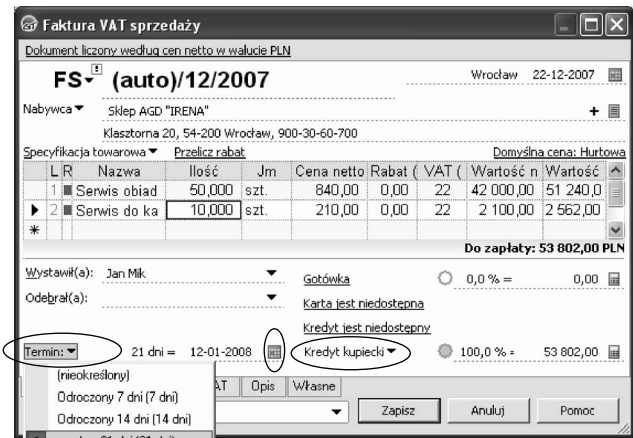 Faktura VAT sprzedaży
Dokument liczony według cen netto w walucie PLN
FS (auto)/12/2007 Wrocław 22-12-2007
Nabywca Sklep AGD "IRENA"
Klasztorna 20, 54-200 Wrocław, 900-30-60-700
Specyfikacja towarowa Przelicz rabat Domyślna cena: Hurtowa
L R Nazwa Ilość Jm Cena netto Rabat ( VAT ( Wartość n Wartość
1 Serwis obiad 50,000 szt. 840,00 0,00 22 42 000,00 51 240,0
2 Serwis do ka 10,000 szt. 210,00 0,00 22 2 100,00 2 562,00
Do zapłaty: 53 802,00 PLN
Wystawił(a): Jan Mik
Gotówka 0,0 % = 0,00
Odebrał(a):
Karta jest niedostępna
Kredyt jest niedostępny
Termin: 21 dni = 12-01-2008 Kredyt kupiecki 100,0 % = 53 802,00
(nieokreślony)
Odroczony 7 dni (7 dni) AT Opis Własne
Odroczony 14 dni (14 dni) Zapisz Anuluj Pomoc